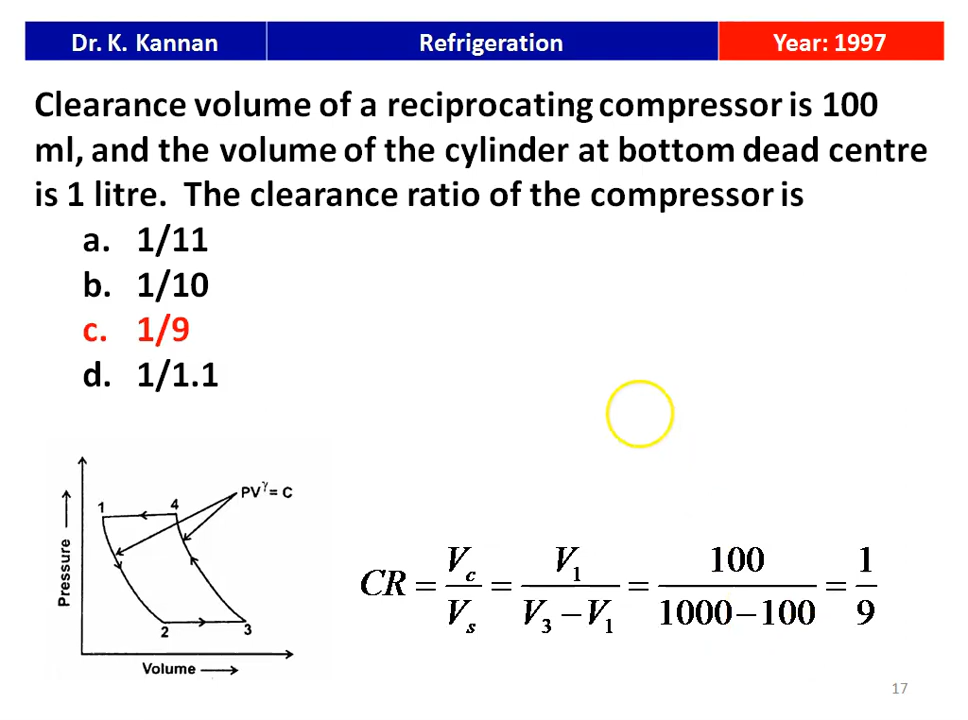 Dr. K. Kannan Refrigeration Year: 1997
Clearance volume of a reciprocating compressor is 100
ml, and the volume of the cylinder at bottom dead centre
is 1 litre. The clearance ratio of the compressor is
a. 1/11
b. 1/10
c. 1/9
d. 1/1.1
PVγ = C
1
4
Pressure
2
3
Volume
CR = Vc/Vs = V1/(V3 − V1) = 100/(1000 − 100) = 1/9
17